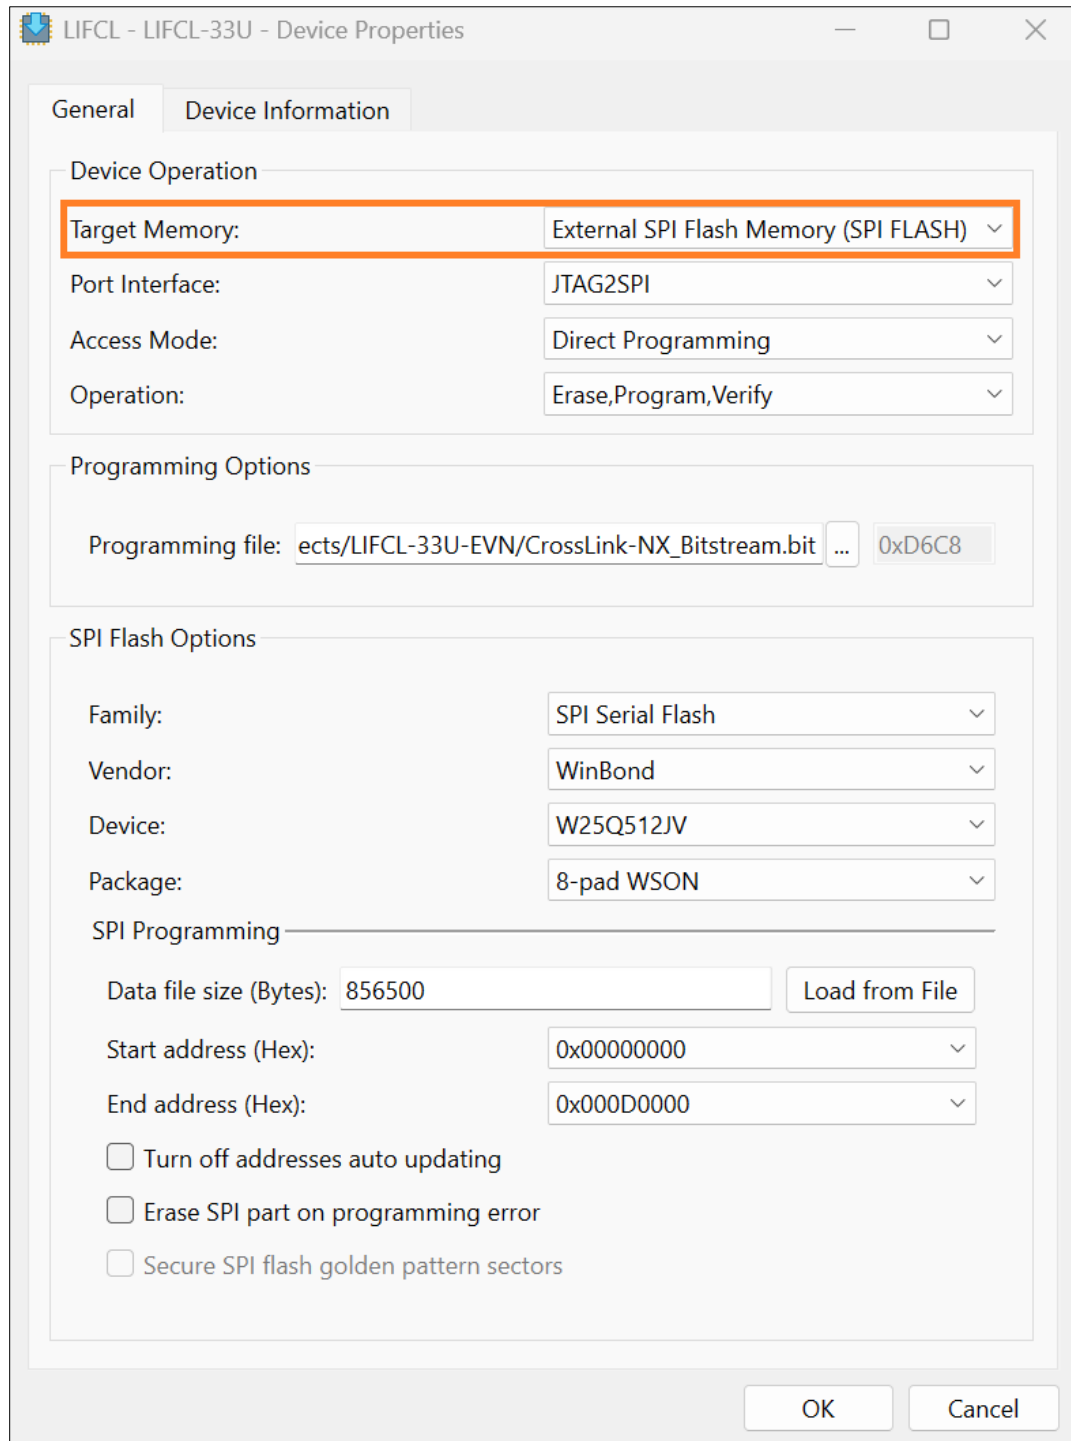 LIFCL - LIFCL-33U - Device Properties
General Device Information
Device Operation
Target Memory: External SPI Flash Memory (SPI FLASH)
Port Interface: JTAG2SPI
Access Mode: Direct Programming
Operation: Erase,Program,Verify
Programming Options
Programming file: ects/LIFCL-33U-EVN/CrossLink-NX_Bitstream.bit ... 0xD6C8
SPI Flash Options
Family: SPI Serial Flash
Vendor: WinBond
Device: W25Q512JV
Package: 8-pad WSON
SPI Programming
Data file size (Bytes): 856500 Load from File
Start address (Hex): 0x00000000
End address (Hex): 0x000D0000
Turn off addresses auto updating
Erase SPI part on programming error
Secure SPI flash golden pattern sectors
OK Cancel